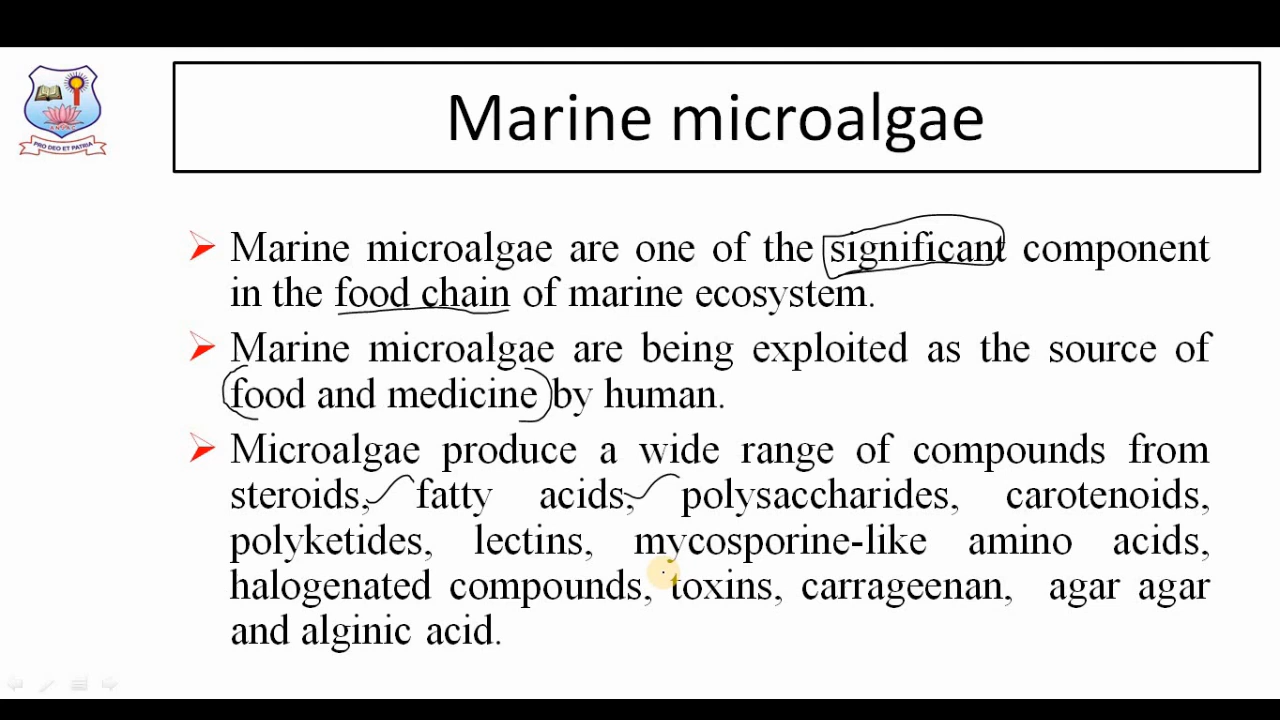 PRO DEO ET PATRIA
Marine microalgae
Marine microalgae are one of the significant component
in the food chain of marine ecosystem.
Marine microalgae are being exploited as the source of
food and medicine by human.
Microalgae produce a wide range of compounds from
steroids, fatty acids, polysaccharides, carotenoids,
polyketides, lectins, mycosporine-like amino acids,
halogenated compounds, toxins, carrageenan, agar agar
and alginic acid.